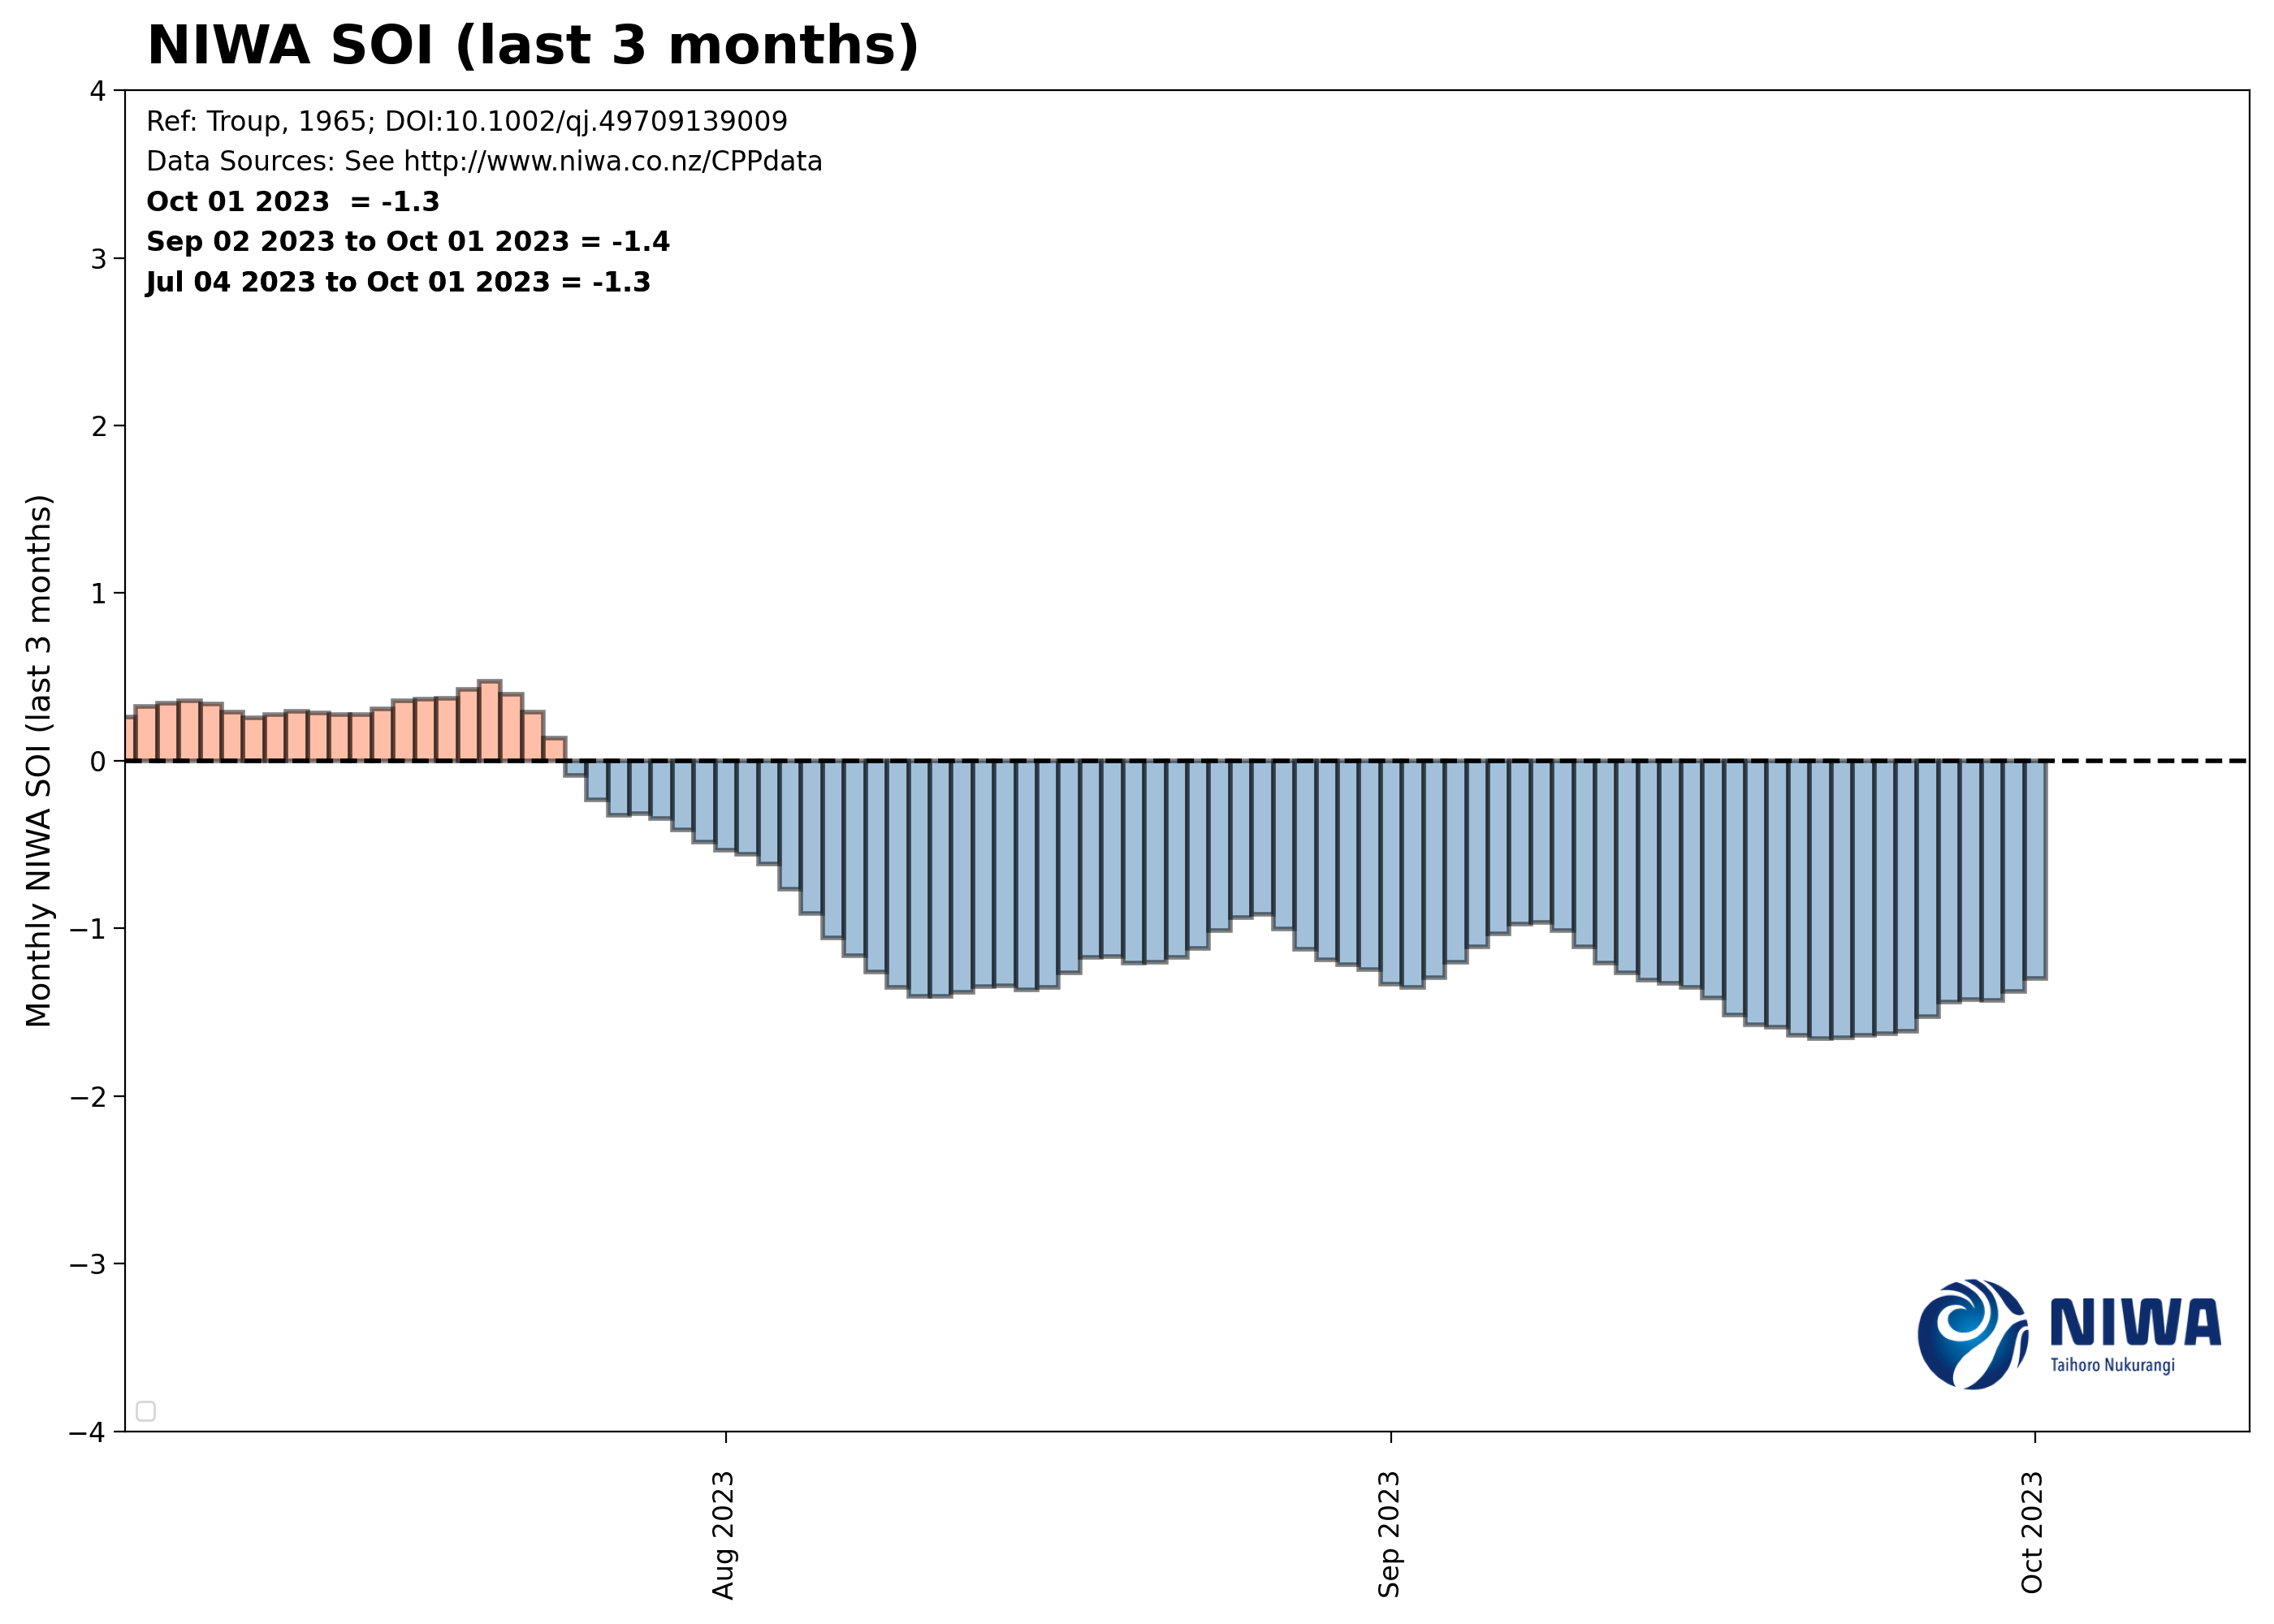 NIWA SOI (last 3 months)
Ref: Troup, 1965; DOI:10.1002/qj.49709139009
Data Sources: See http://www.niwa.co.nz/CPPdata
Oct 01 2023  = -1.3
Sep 02 2023 to Oct 01 2023 = -1.4
Jul 04 2023 to Oct 01 2023 = -1.3
Monthly NIWA SOI (last 3 months)
4
3
2
1
0
−1
−2
−3
−4
Aug 2023
Sep 2023
Oct 2023
NIWA
Taihoro Nukurangi